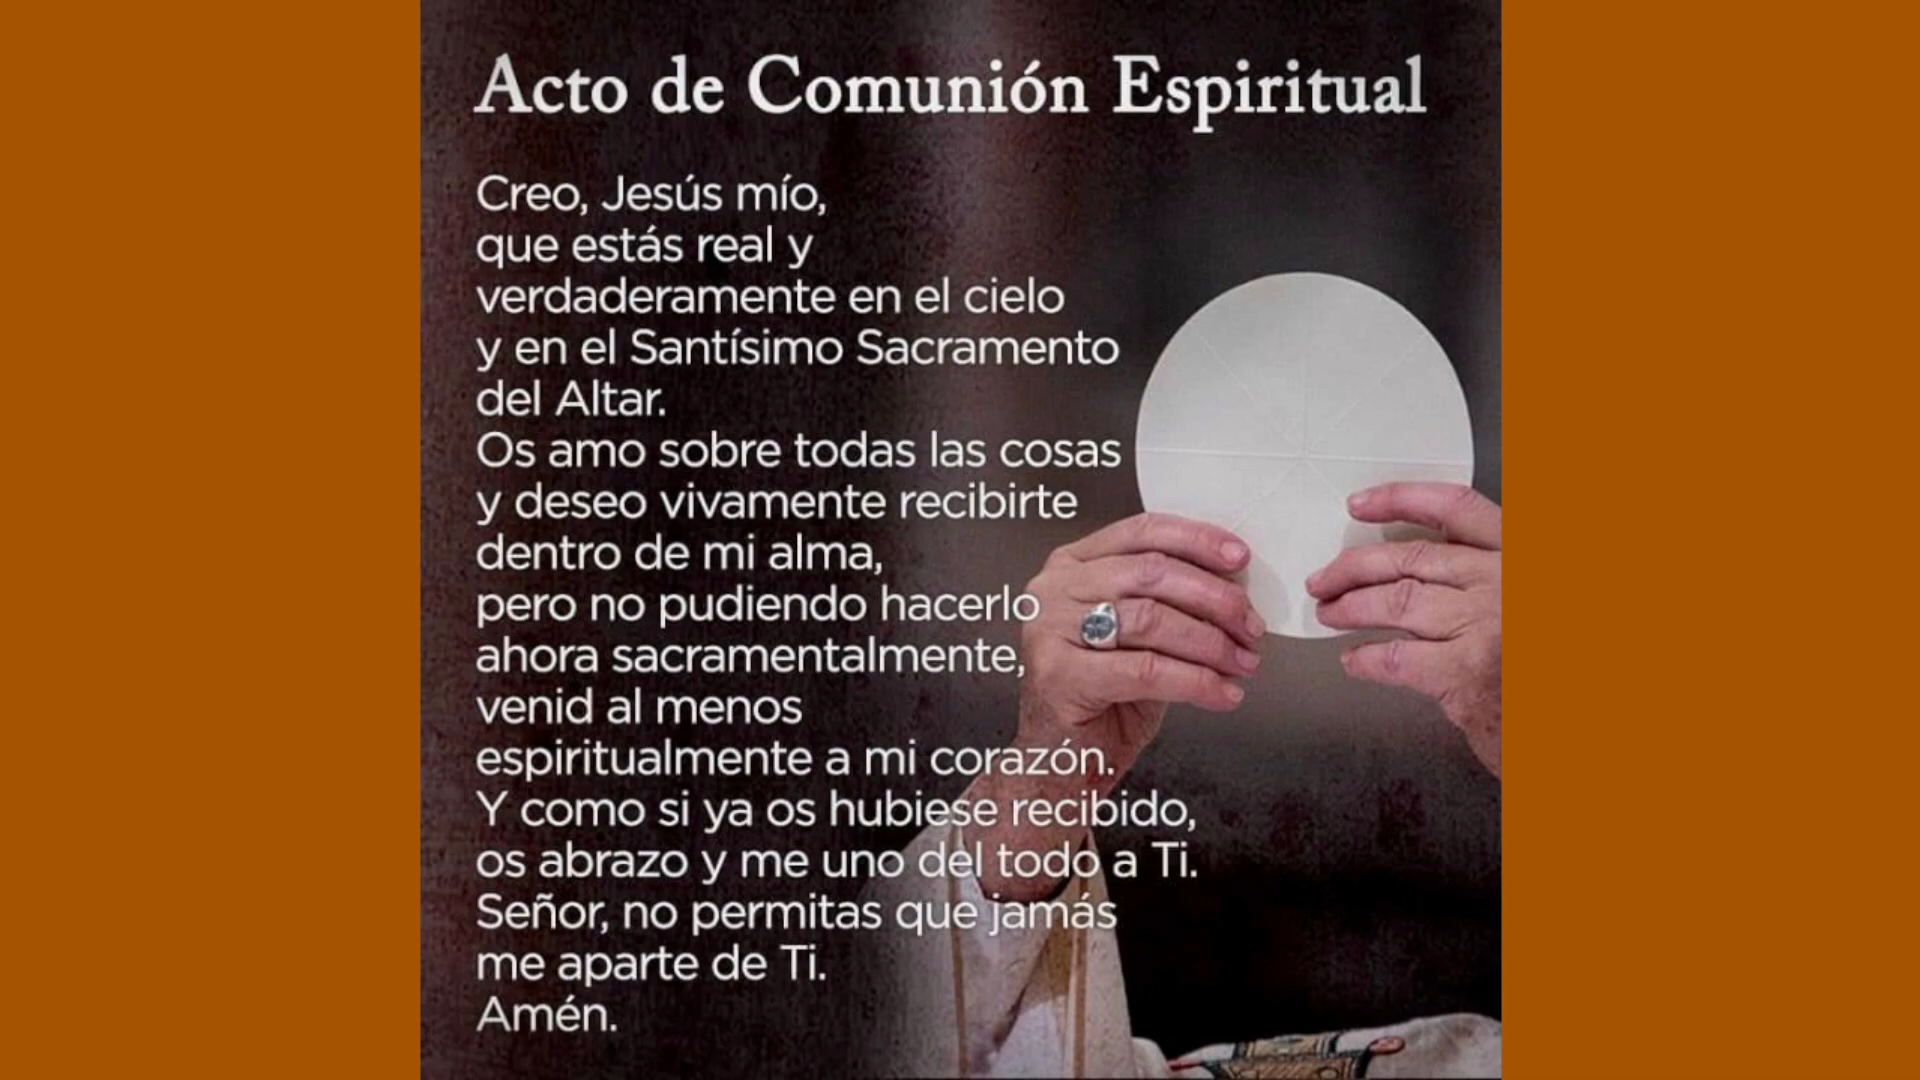 Acto de Comunión Espiritual
Creo, Jesús mío,
que estás real y
verdaderamente en el cielo
y en el Santísimo Sacramento
del Altar.
Os amo sobre todas las cosas
y deseo vivamente recibirte
dentro de mi alma,
pero no pudiendo hacerlo
ahora sacramentalmente,
venid al menos
espiritualmente a mi corazón.
Y como si ya os hubiese recibido,
os abrazo y me uno del todo a Ti.
Señor, no permitas que jamás
me aparte de Ti.
Amén.